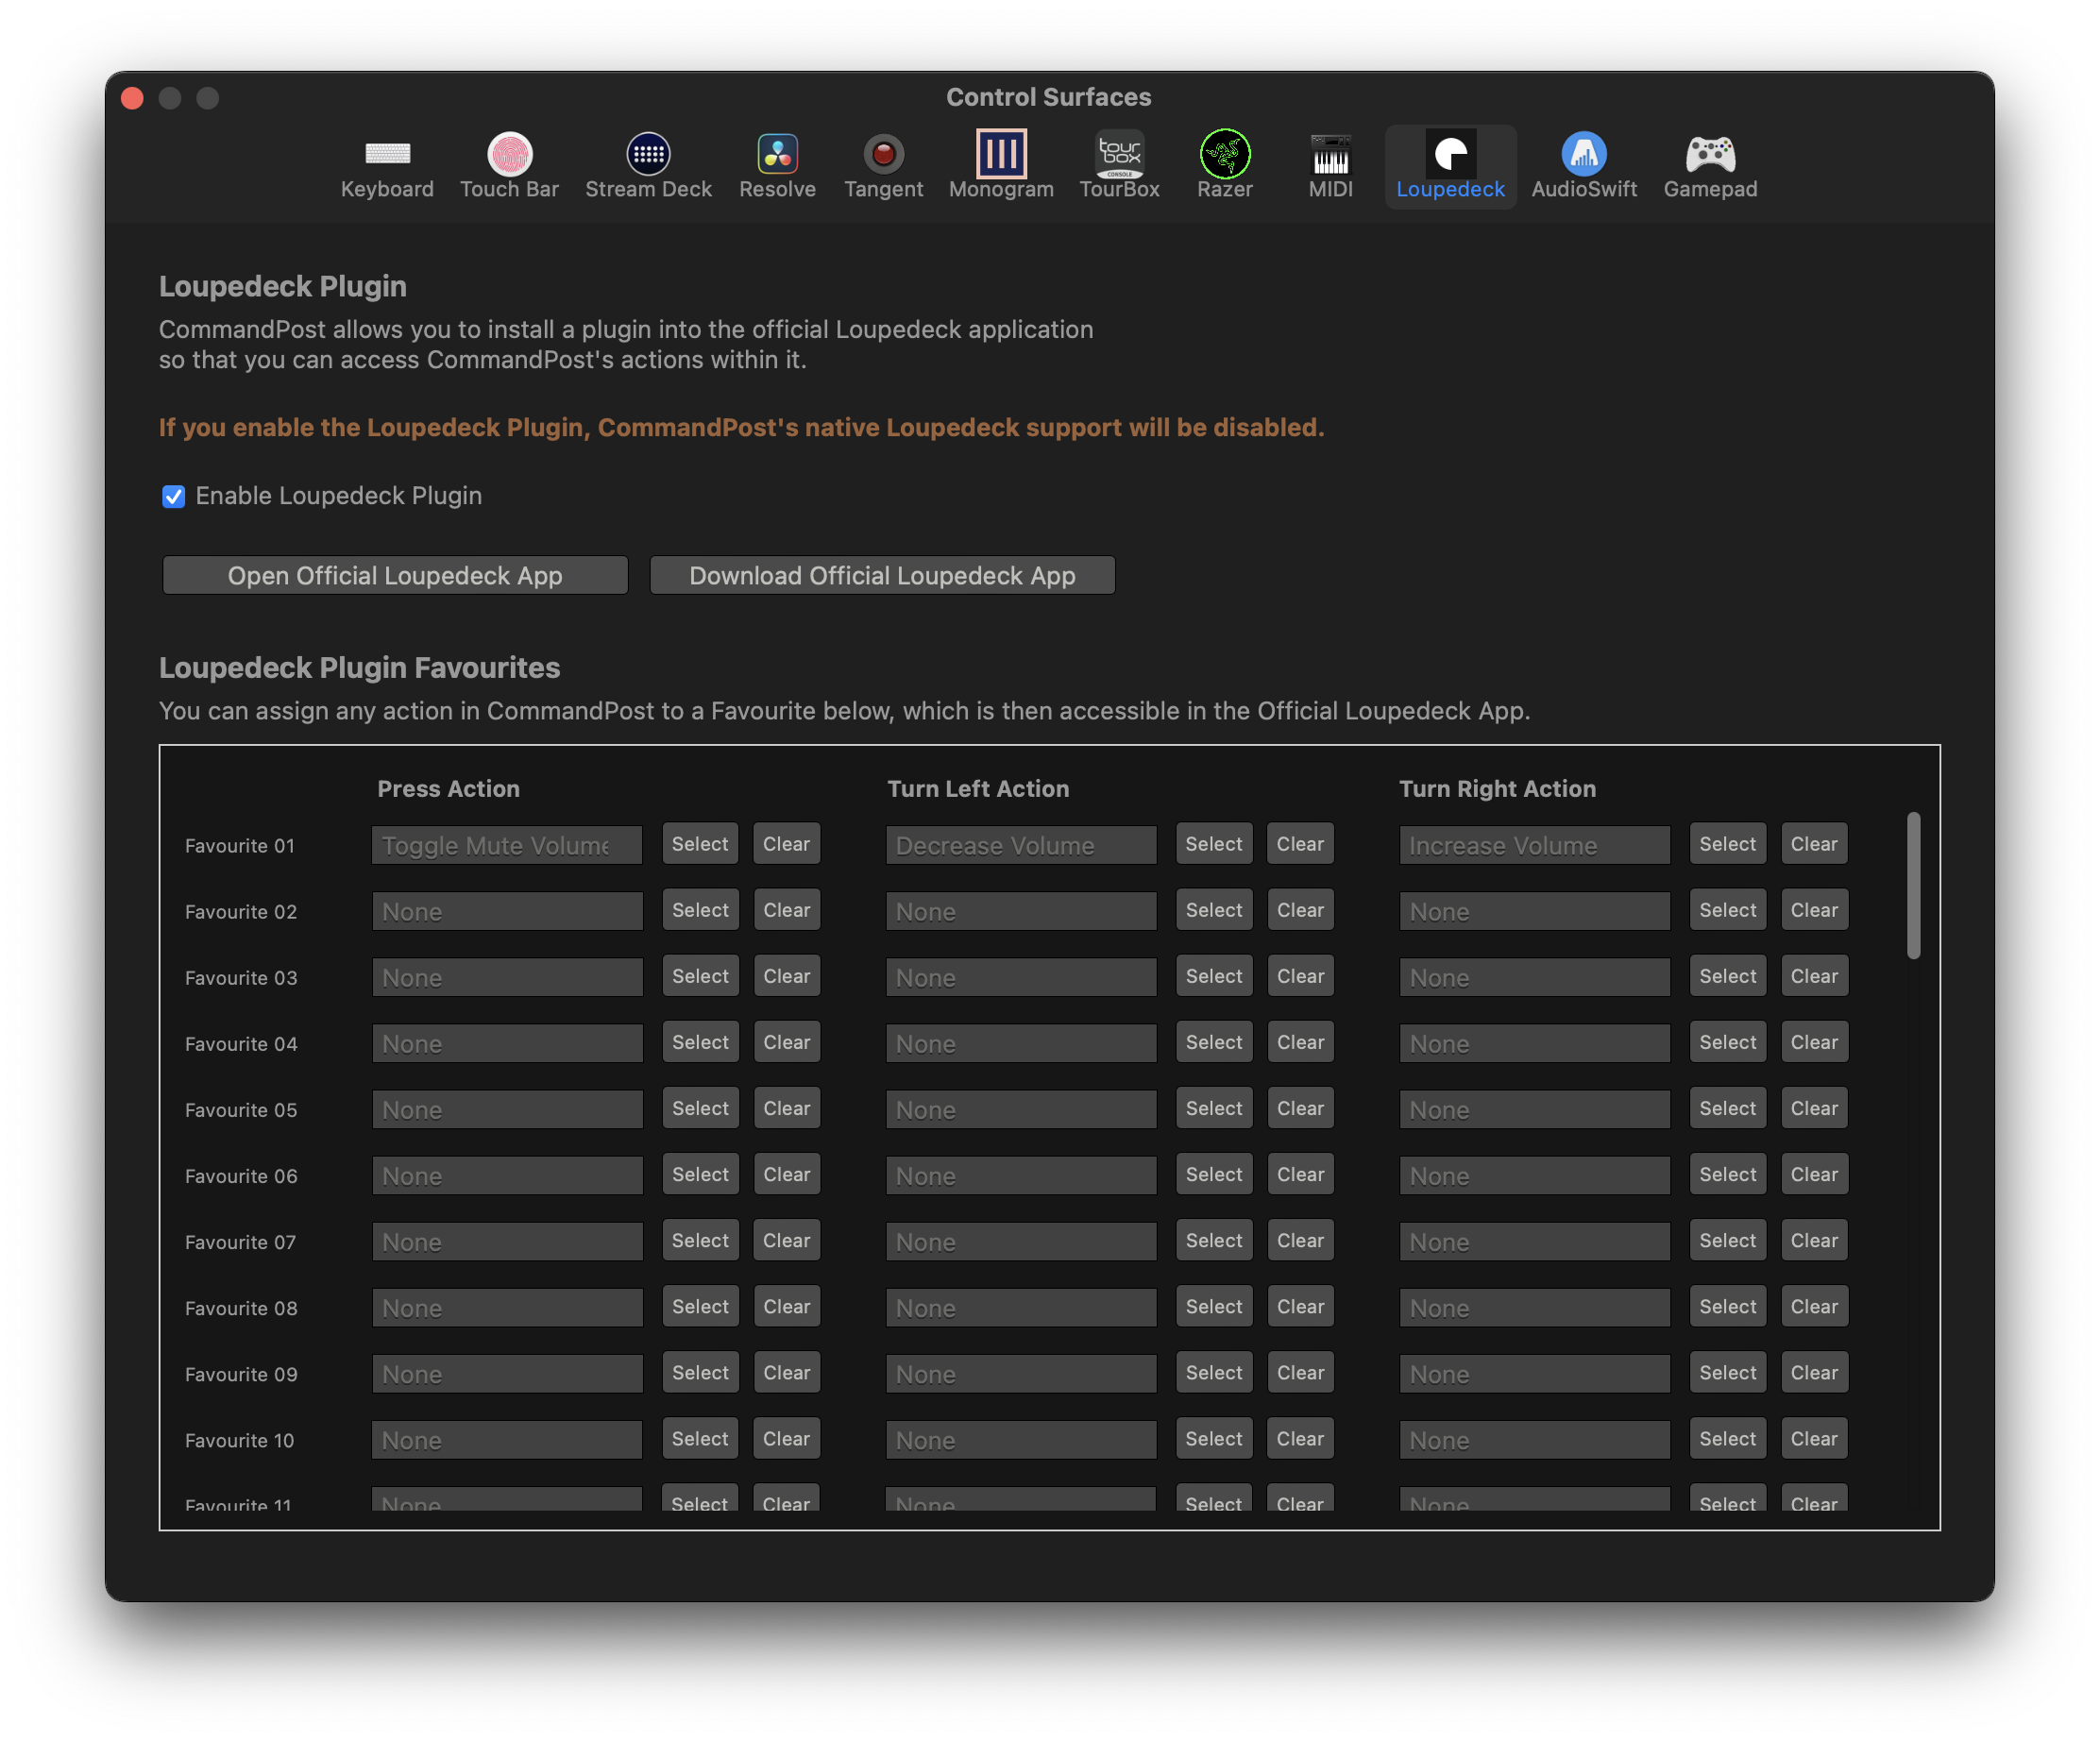 Control Surfaces
Keyboard Touch Bar Stream Deck Resolve Tangent Monogram TourBox Razer MIDI Loupedeck AudioSwift Gamepad
tour
box
CONSOLE
Loupedeck Plugin
CommandPost allows you to install a plugin into the official Loupedeck application
so that you can access CommandPost's actions within it.
If you enable the Loupedeck Plugin, CommandPost's native Loupedeck support will be disabled.
Enable Loupedeck Plugin
Open Official Loupedeck App Download Official Loupedeck App
Loupedeck Plugin Favourites
You can assign any action in CommandPost to a Favourite below, which is then accessible in the Official Loupedeck App.
Press Action Turn Left Action Turn Right Action
Favourite 01 Toggle Mute Volume Select Clear Decrease Volume Select Clear Increase Volume Select Clear
Favourite 02 None Select Clear None Select Clear None Select Clear
Favourite 03 None Select Clear None Select Clear None Select Clear
Favourite 04 None Select Clear None Select Clear None Select Clear
Favourite 05 None Select Clear None Select Clear None Select Clear
Favourite 06 None Select Clear None Select Clear None Select Clear
Favourite 07 None Select Clear None Select Clear None Select Clear
Favourite 08 None Select Clear None Select Clear None Select Clear
Favourite 09 None Select Clear None Select Clear None Select Clear
Favourite 10 None Select Clear None Select Clear None Select Clear
Favourite 11 None Select Clear None Select Clear None Select Clear